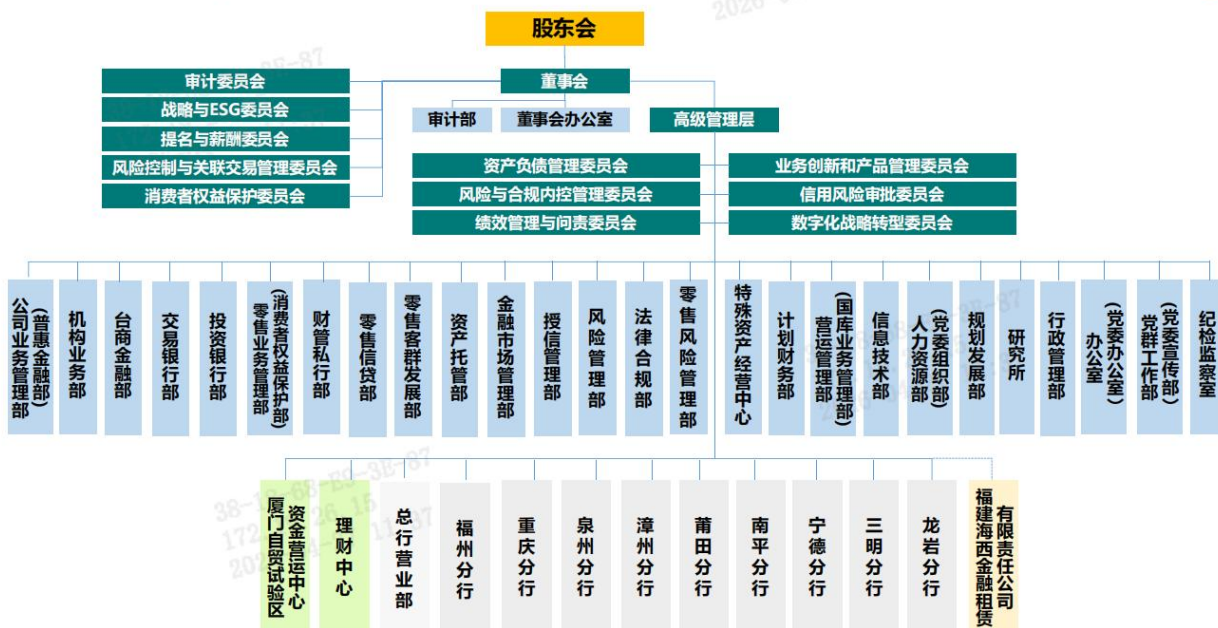 股东会
审计委员会
董事会
战略与ESG委员会
提名与薪酬委员会
风险控制与关联交易管理委员会
消费者权益保护委员会
审计部
董事会办公室
高级管理层
资产负债管理委员会
业务创新和产品管理委员会
风险与合规内控管理委员会
信用风险审批委员会
绩效管理与问责委员会
数字化战略转型委员会
公司业务管理部
(普惠金融部)
机构业务部
台商金融部
交易银行部
投资银行部
零售业务管理部
(消费者权益保护部)
财管私行部
零售信贷部
零售客群发展部
资产托管部
金融市场管理部
授信管理部
风险管理部
法律合规部
零售风险管理部
特殊资产经营中心
计划财务部
营运管理部
(国库业务管理部)
信息技术部
人力资源部
(党委组织部)
规划发展部
研究所
行政管理部
办公室
(党委办公室)
党群工作部
(党委宣传部)
纪检监察室
厦门自贸试验区
资金营运中心
理财中心
总行营业部
福州分行
重庆分行
泉州分行
漳州分行
莆田分行
南平分行
宁德分行
三明分行
龙岩分行
福建海西金融租赁
有限责任公司